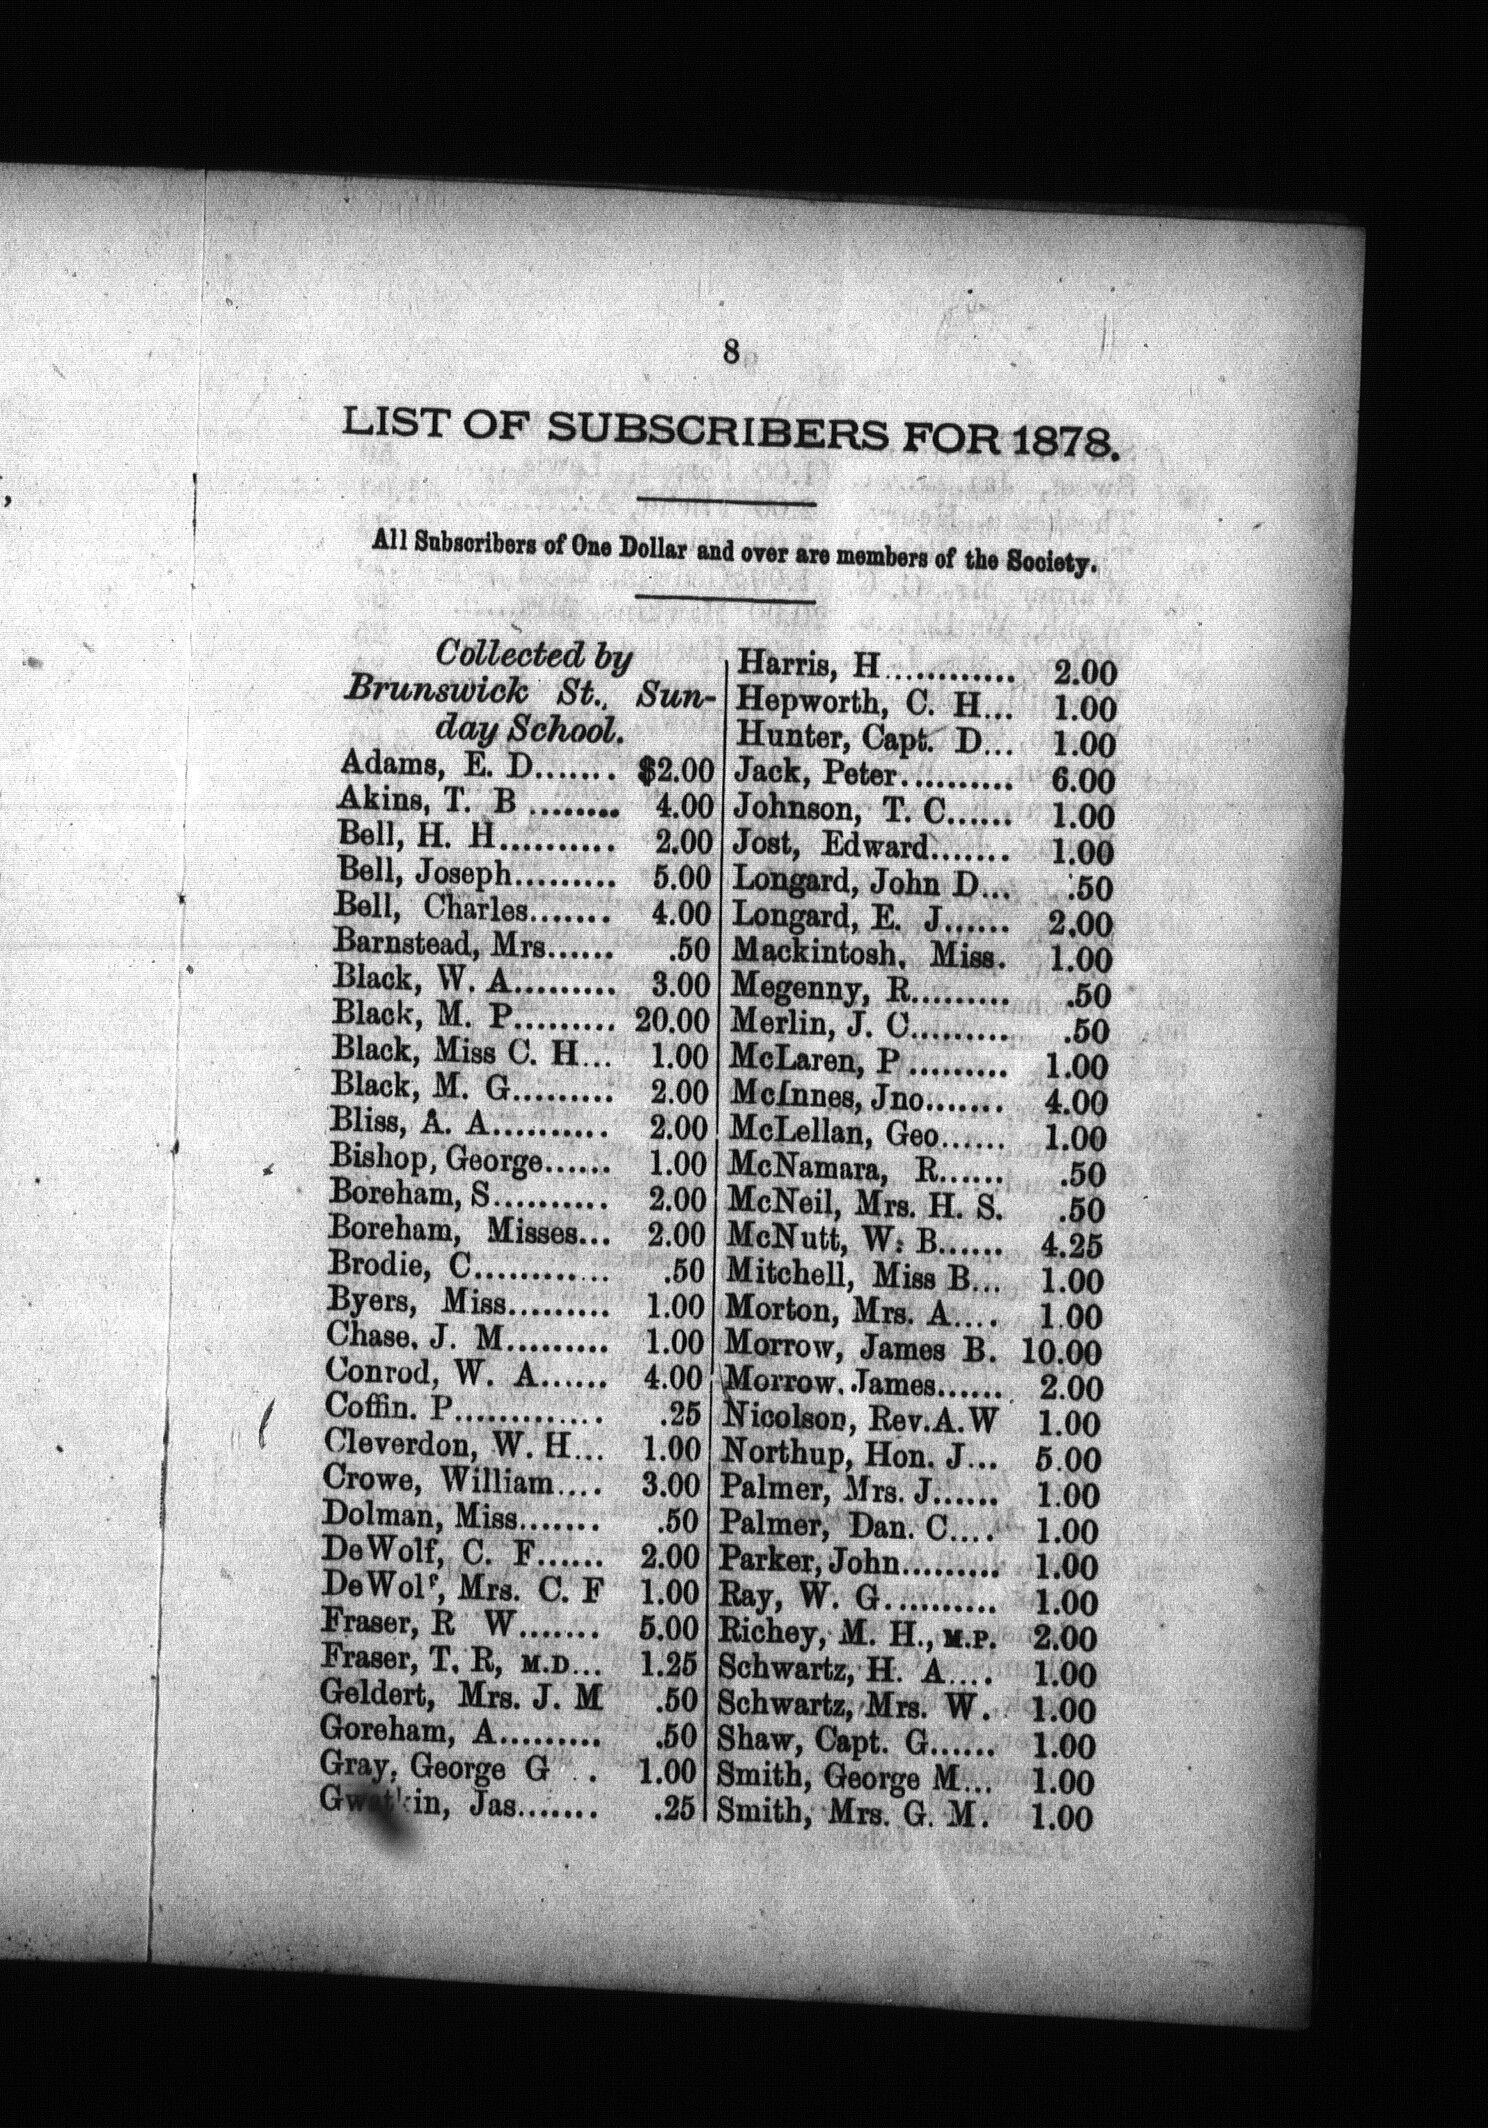 8
LIST OF SUBSCRIBERS FOR 1878.
All Subscribers of One Dollar and over are members of the Society.
Collected by
Brunswick St., Sun-
day School.
Adams, E. D....... $2.00
Akins, T. B ........ 4.00
Bell, H. H.......... 2.00
Bell, Joseph......... 5.00
Bell, Charles....... 4.00
Barnstead, Mrs...... .50
Black, W. A......... 3.00
Black, M. P......... 20.00
Black, Miss C. H... 1.00
Black, M. G......... 2.00
Bliss, A. A.......... 2.00
Bishop, George...... 1.00
Boreham, S.......... 2.00
Boreham, Misses... 2.00
Brodie, C............ .50
Byers, Miss......... 1.00
Chase, J. M......... 1.00
Conrod, W. A...... 4.00
Coffin. P............. .25
Cleverdon, W. H... 1.00
Crowe, William.... 3.00
Dolman, Miss....... .50
DeWolf, C. F...... 2.00
DeWolf, Mrs. C. F 1.00
Fraser, R W....... 5.00
Fraser, T. R, M.D... 1.25
Geldert, Mrs. J. M .50
Goreham, A......... .50
Gray, George G . . 1.00
Gwatkin, Jas....... .25
Harris, H............ 2.00
Hepworth, C. H... 1.00
Hunter, Capt. D... 1.00
Jack, Peter.......... 6.00
Johnson, T. C...... 1.00
Jost, Edward....... 1.00
Longard, John D... .50
Longard, E. J...... 2.00
Mackintosh, Miss. 1.00
Megenny, R......... .50
Merlin, J. C......... .50
McLaren, P ......... 1.00
McInnes, Jno....... 4.00
McLellan, Geo...... 1.00
McNamara, R...... .50
McNeil, Mrs. H. S. .50
McNutt, W. B...... 4.25
Mitchell, Miss B... 1.00
Morton, Mrs. A.... 1.00
Morrow, James B. 10.00
Morrow, James...... 2.00
Nicolson, Rev.A.W 1.00
Northup, Hon. J... 5.00
Palmer, Mrs. J...... 1.00
Palmer, Dan. C.... 1.00
Parker, John......... 1.00
Ray, W. G.......... 1.00
Richey, M. H., M.P. 2.00
Schwartz, H. A.... 1.00
Schwartz, Mrs. W. 1.00
Shaw, Capt. G...... 1.00
Smith, George M... 1.00
Smith, Mrs. G. M. 1.00